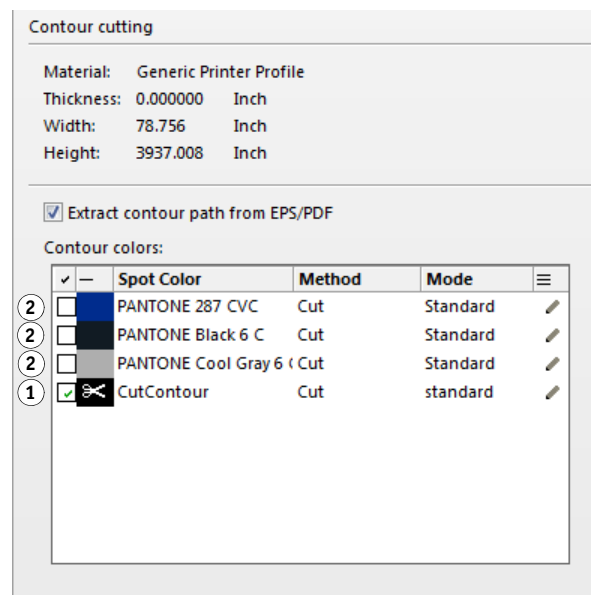 Contour cutting
Material: Generic Printer Profile
Thickness: 0.000000 Inch
Width: 78.756 Inch
Height: 3937.008 Inch
Extract contour path from EPS/PDF
Contour colors:
Spot Color Method Mode
2 PANTONE 287 CVC Cut Standard
2 PANTONE Black 6 C Cut Standard
2 PANTONE Cool Gray 6 ( Cut Standard
1 CutContour Cut standard